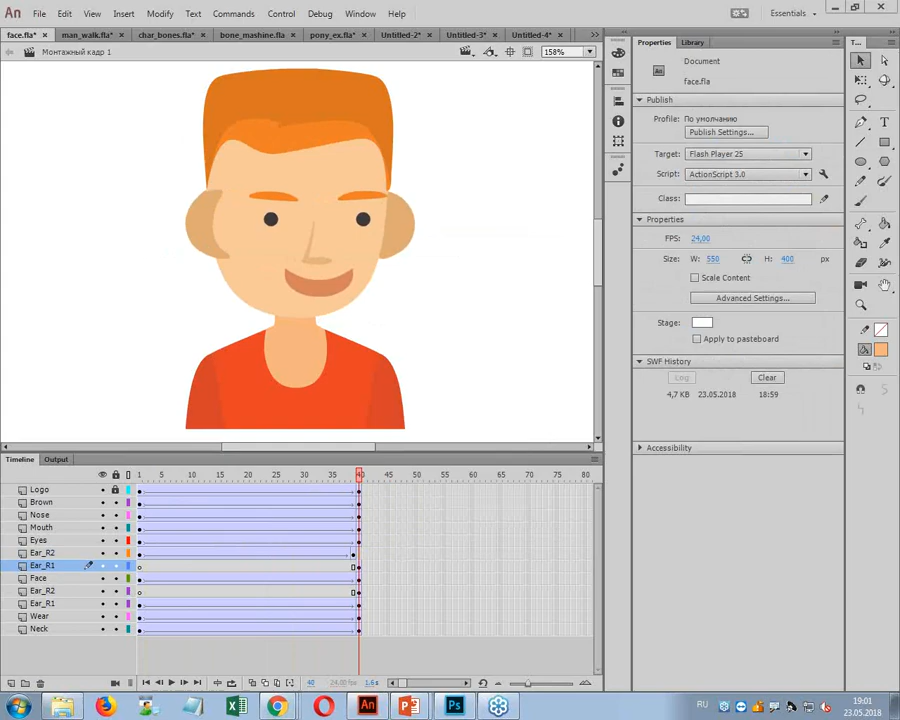 An File Edit View Insert Modify Text Commands Control Debug Window Help Essentials
face.fla* × man_walk.fla* × char_bones.fla* × bone_mashine.fla × pony_ex.fla* × Untitled-2* × Untitled-3* × Untitled-4* ×
Монтажный кадр 1 158%
Properties Library
Document
An face.fla
Publish
Profile: По умолчанию
Publish Settings...
Target: Flash Player 25
Script: ActionScript 3.0
Class:
Properties
FPS: 24,00
Size: W: 550 H: 400 px
Scale Content
Advanced Settings...
Stage:
Apply to pasteboard
SWF History
Log Clear
4,7 KB 23.05.2018 18:59
Accessibility
T...
Timeline Output
1 5 10 15 20 25 30 35 40 45 50 55 60 65 70 75 80
Logo
Brown
Nose
Mouth
Eyes
Ear_R2
Ear_R1
Face
Ear_R2
Ear_R1
Wear
Neck
40 24,00 fps 1,6s
An Ps
RU 19:01
23.05.2018